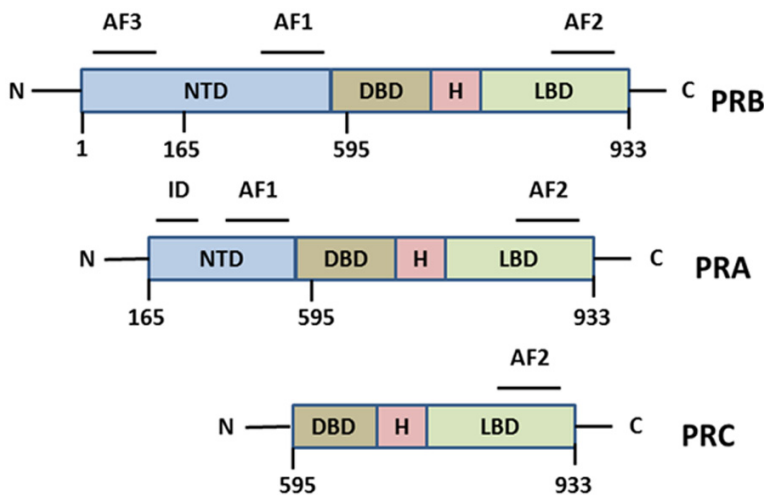 AF3 AF1 AF2
N NTD DBD H LBD C PRB
1 165 595 933
ID AF1 AF2
N NTD DBD H LBD C PRA
165 595 933
AF2
N DBD H LBD C PRC
595 933